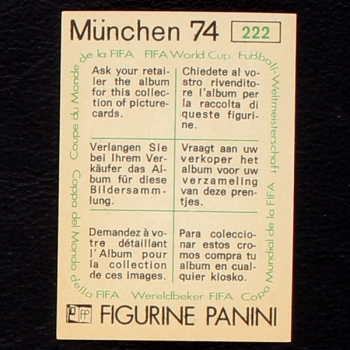 München 74 222
de la FIFA FIFA World Cup Fußball-Weltmeisterschaft
Coupe du Monde
Ask your retai-
ler the album
for this collec-
tion of picture-
cards.
Chiedete al vo-
stro rivendito-
re l'album per
la raccolta di
queste figuri-
ne.
Verlangen Sie
bei Ihrem Ver-
käufer das Al-
bum für diese
Bildersamm-
lung.
Vraagt aan uw
verkoper het
album voor uw
verzameling
van deze pren-
tjes.
Demandez à vo-
tre détaillant
l'Album pour
la collection
de ces images.
Para coleccio-
nar estos cro-
mos compra tu
album en cual-
quier kiosko.
Coppa del Mondo della FIFA Wereldbeker FIFA Copa Mundial de la FIFA
FIGURINE PANINI